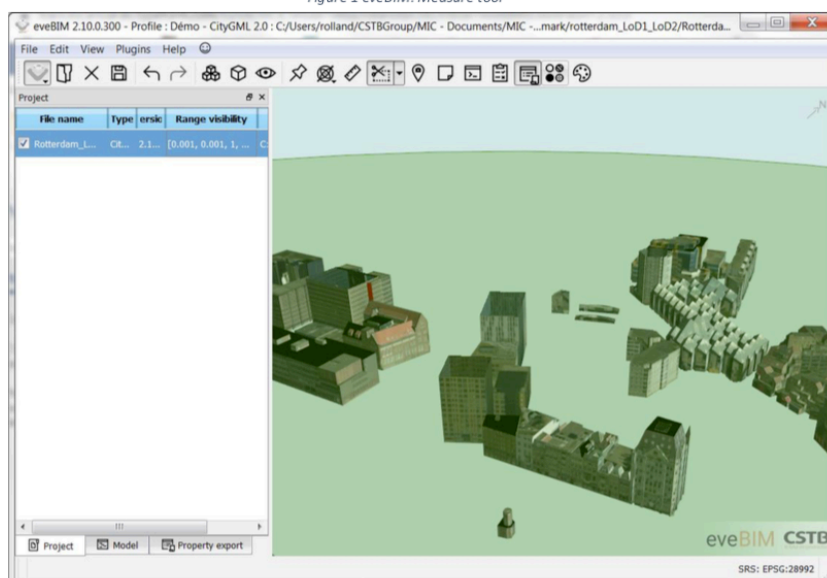 Figure 1 eveBIM: Measure tool
eveBIM 2.10.0.300 - Profile : Démo - CityGML 2.0 : C:/Users/rolland/CSTBGroup/MIC - Documents/MIC -...mark/rotterdam_LoD1_LoD2/Rotterda...
File Edit View Plugins Help
Project
File name Type ersic Range visibility
Rotterdam_L... Cit... 2.1... [0.001, 0.001, 1, ... C:
N
eveBIM CSTB
Project Model Property export
SRS: EPSG:28992